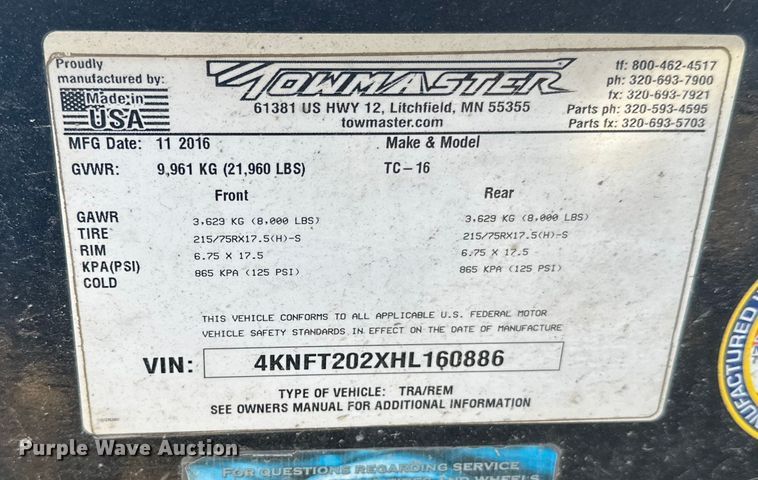 Proudly
manufactured by:
Made in
USA
TOWMASTER
61381 US HWY 12, Litchfield, MN 55355
towmaster.com
tf: 800-462-4517
ph: 320-693-7900
fx: 320-693-7921
Parts ph: 320-593-4595
Parts fx: 320-693-5703
MFG Date: 11 2016 Make & Model
GVWR: 9,961 KG (21,960 LBS) TC-16
Front Rear
GAWR 3,629 KG (8,000 LBS) 3,629 KG (8,000 LBS)
TIRE 215/75RX17.5(H)-S 215/75RX17.5(H)-S
RIM 6.75 X 17.5 6.75 X 17.5
KPA(PSI) 865 KPA (125 PSI) 865 KPA (125 PSI)
COLD
THIS VEHICLE CONFORMS TO ALL APPLICABLE U.S. FEDERAL MOTOR
VEHICLE SAFETY STANDARDS IN EFFECT ON THE DATE OF MANUFACTURE
VIN: 4KNFT202XHL160886
TYPE OF VEHICLE: TRA/REM
SEE OWNERS MANUAL FOR ADDITIONAL INFORMATION
MANUFACTURED
Purple Wave Auction
FOR QUESTIONS REGARDING SERVICE
AND WHEELS